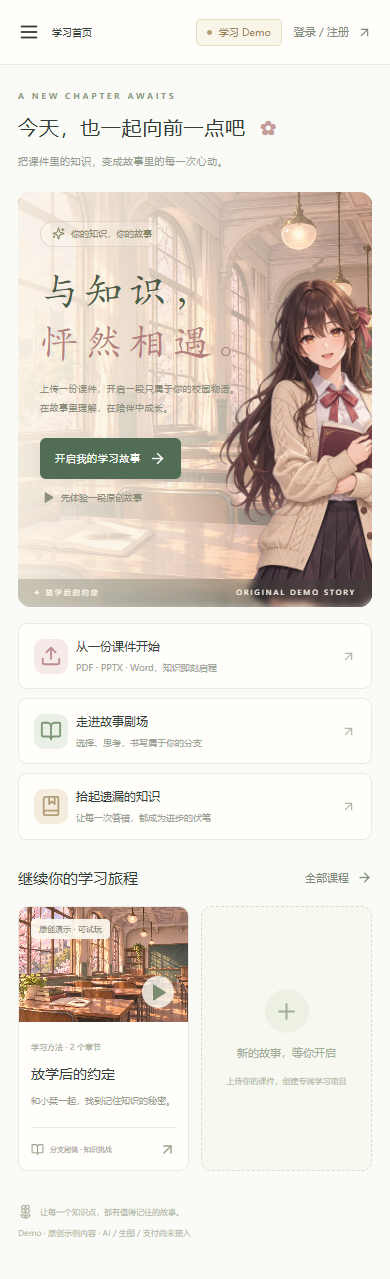 学习首页
学习 Demo
登录 / 注册
A NEW CHAPTER AWAITS
今天，也一起向前一点吧
把课件里的知识，变成故事里的每一次心动。
你的知识，你的故事
与知识，
怦然相遇。
上传一份课件，开启一段只属于你的校园物语。
在故事里理解，在陪伴中成长。
开启我的学习故事
先体验一段原创故事
放学后的约定
ORIGINAL DEMO STORY
从一份课件开始
PDF · PPTX · Word，知识即刻启程
走进故事剧场
选择、思考，书写属于你的分支
拾起遗漏的知识
让每一次答错，都成为进步的伏笔
继续你的学习旅程
全部课程
原创演示 · 可试玩
学习方法 · 2 个章节
放学后的约定
和小栞一起，找到记住知识的秘密。
分支剧情 · 知识挑战
新的故事，等你开启
上传你的课件，创建专属学习项目
让每一个知识点，都有值得记住的故事。
Demo · 原创示例内容 · AI / 生图 / 支付尚未接入